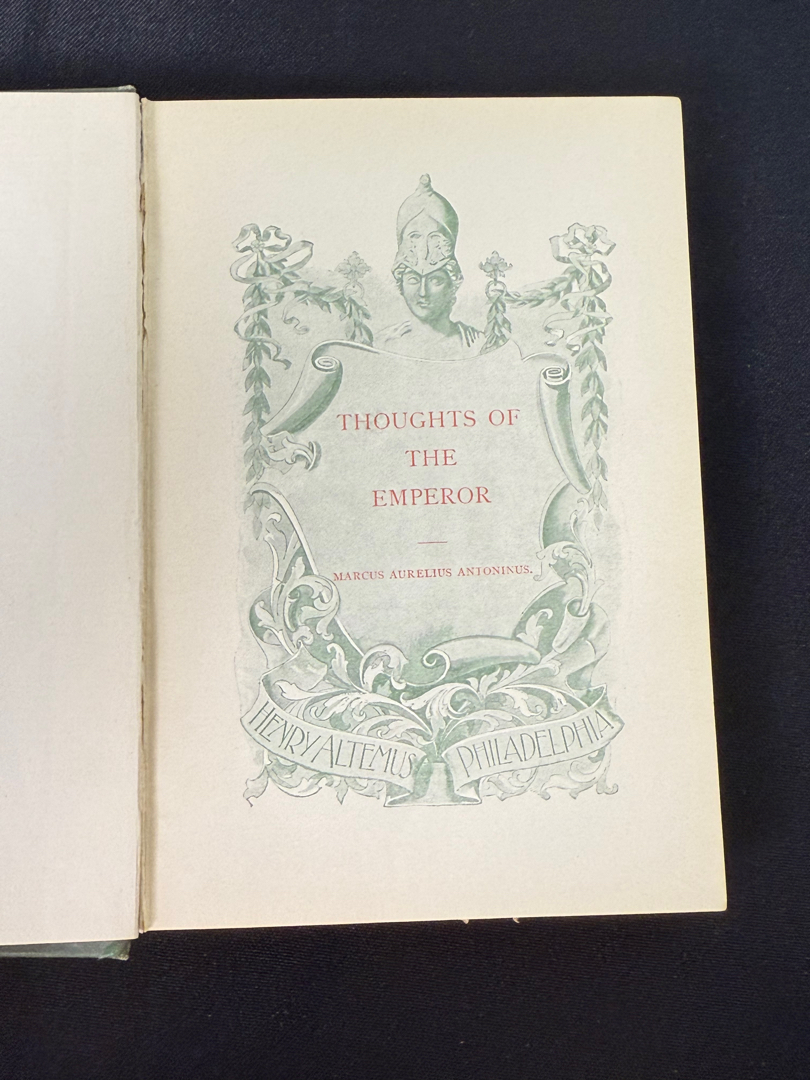 THOUGHTS OF
THE
EMPEROR
MARCUS AURELIUS ANTONINUS.
HENRY ALTEMUS PHILADELPHIA